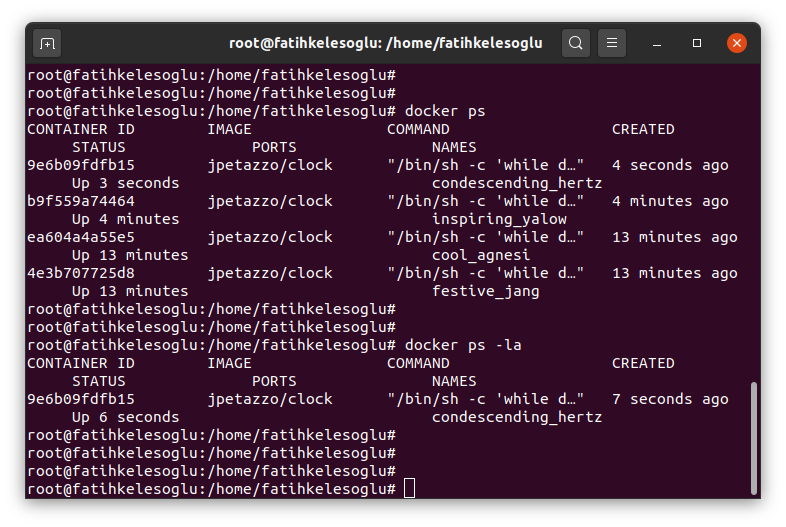 root@fatihkelesoglu: /home/fatihkelesoglu
root@fatihkelesoglu:/home/fatihkelesoglu#
root@fatihkelesoglu:/home/fatihkelesoglu#
root@fatihkelesoglu:/home/fatihkelesoglu# docker ps
CONTAINER ID        IMAGE               COMMAND                  CREATED
     STATUS              PORTS               NAMES
9e6b09fdfb15        jpetazzo/clock      "/bin/sh -c 'while d…"   4 seconds ago
     Up 3 seconds                            condescending_hertz
b9f559a74464        jpetazzo/clock      "/bin/sh -c 'while d…"   4 minutes ago
     Up 4 minutes                            inspiring_yalow
ea604a4a55e5        jpetazzo/clock      "/bin/sh -c 'while d…"   13 minutes ago
     Up 13 minutes                           cool_agnesi
4e3b707725d8        jpetazzo/clock      "/bin/sh -c 'while d…"   13 minutes ago
     Up 13 minutes                           festive_jang
root@fatihkelesoglu:/home/fatihkelesoglu#
root@fatihkelesoglu:/home/fatihkelesoglu#
root@fatihkelesoglu:/home/fatihkelesoglu# docker ps -la
CONTAINER ID        IMAGE               COMMAND                  CREATED
     STATUS              PORTS               NAMES
9e6b09fdfb15        jpetazzo/clock      "/bin/sh -c 'while d…"   7 seconds ago
     Up 6 seconds                            condescending_hertz
root@fatihkelesoglu:/home/fatihkelesoglu#
root@fatihkelesoglu:/home/fatihkelesoglu#
root@fatihkelesoglu:/home/fatihkelesoglu#
root@fatihkelesoglu:/home/fatihkelesoglu#